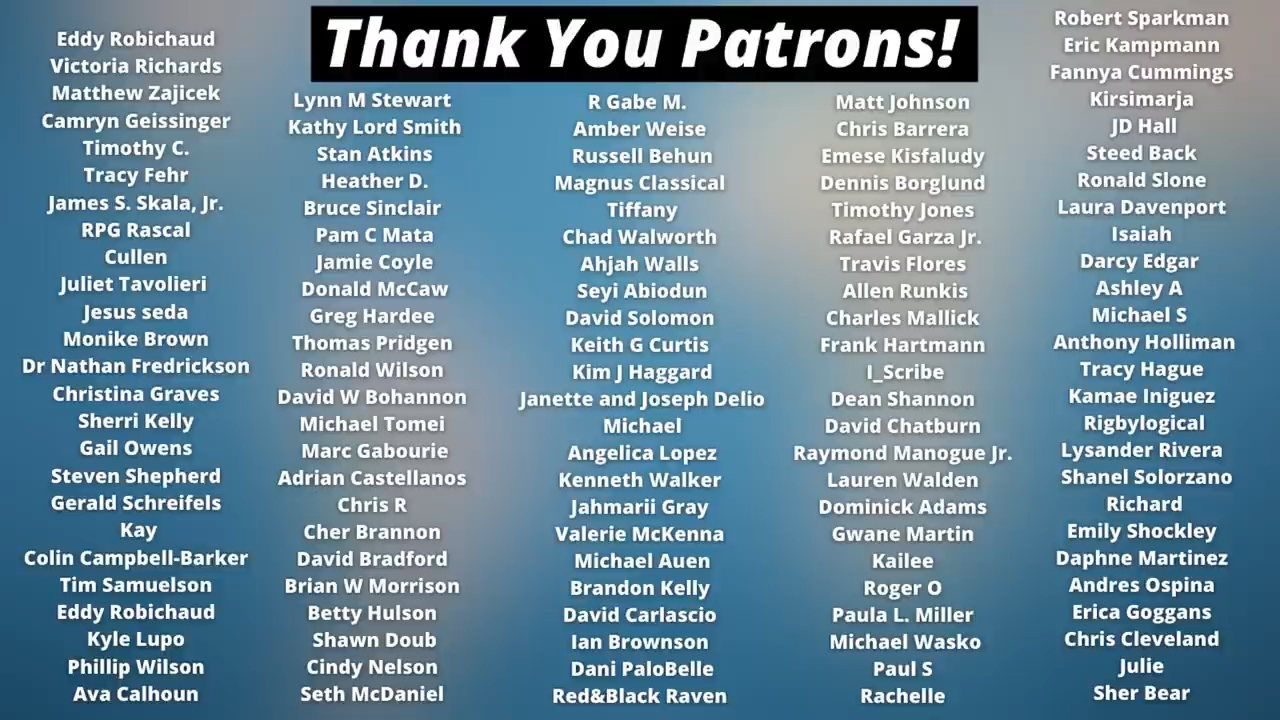 Thank You Patrons!
Eddy Robichaud
Victoria Richards
Matthew Zajicek
Camryn Geissinger
Timothy C.
Tracy Fehr
James S. Skala, Jr.
RPG Rascal
Cullen
Juliet Tavolieri
Jesus seda
Monike Brown
Dr Nathan Fredrickson
Christina Graves
Sherri Kelly
Gail Owens
Steven Shepherd
Gerald Schreifels
Kay
Colin Campbell-Barker
Tim Samuelson
Eddy Robichaud
Kyle Lupo
Phillip Wilson
Ava Calhoun
Lynn M Stewart
Kathy Lord Smith
Stan Atkins
Heather D.
Bruce Sinclair
Pam C Mata
Jamie Coyle
Donald McCaw
Greg Hardee
Thomas Pridgen
Ronald Wilson
David W Bohannon
Michael Tomei
Marc Gabourie
Adrian Castellanos
Chris R
Cher Brannon
David Bradford
Brian W Morrison
Betty Hulson
Shawn Doub
Cindy Nelson
Seth McDaniel
R Gabe M.
Amber Weise
Russell Behun
Magnus Classical
Tiffany
Chad Walworth
Ahjah Walls
Seyi Abiodun
David Solomon
Keith G Curtis
Kim J Haggard
Janette and Joseph Delio
Michael
Angelica Lopez
Kenneth Walker
Jahmarii Gray
Valerie McKenna
Michael Auen
Brandon Kelly
David Carlascio
Ian Brownson
Dani PaloBelle
Red&Black Raven
Matt Johnson
Chris Barrera
Emese Kisfaludy
Dennis Borglund
Timothy Jones
Rafael Garza Jr.
Travis Flores
Allen Runkis
Charles Mallick
Frank Hartmann
I_Scribe
Dean Shannon
David Chatburn
Raymond Manogue Jr.
Lauren Walden
Dominick Adams
Gwane Martin
Kailee
Roger O
Paula L. Miller
Michael Wasko
Paul S
Rachelle
Robert Sparkman
Eric Kampmann
Fannya Cummings
Kirsimarja
JD Hall
Steed Back
Ronald Slone
Laura Davenport
Isaiah
Darcy Edgar
Ashley A
Michael S
Anthony Holliman
Tracy Hague
Kamae Iniguez
Rigbylogical
Lysander Rivera
Shanel Solorzano
Richard
Emily Shockley
Daphne Martinez
Andres Ospina
Erica Goggans
Chris Cleveland
Julie
Sher Bear